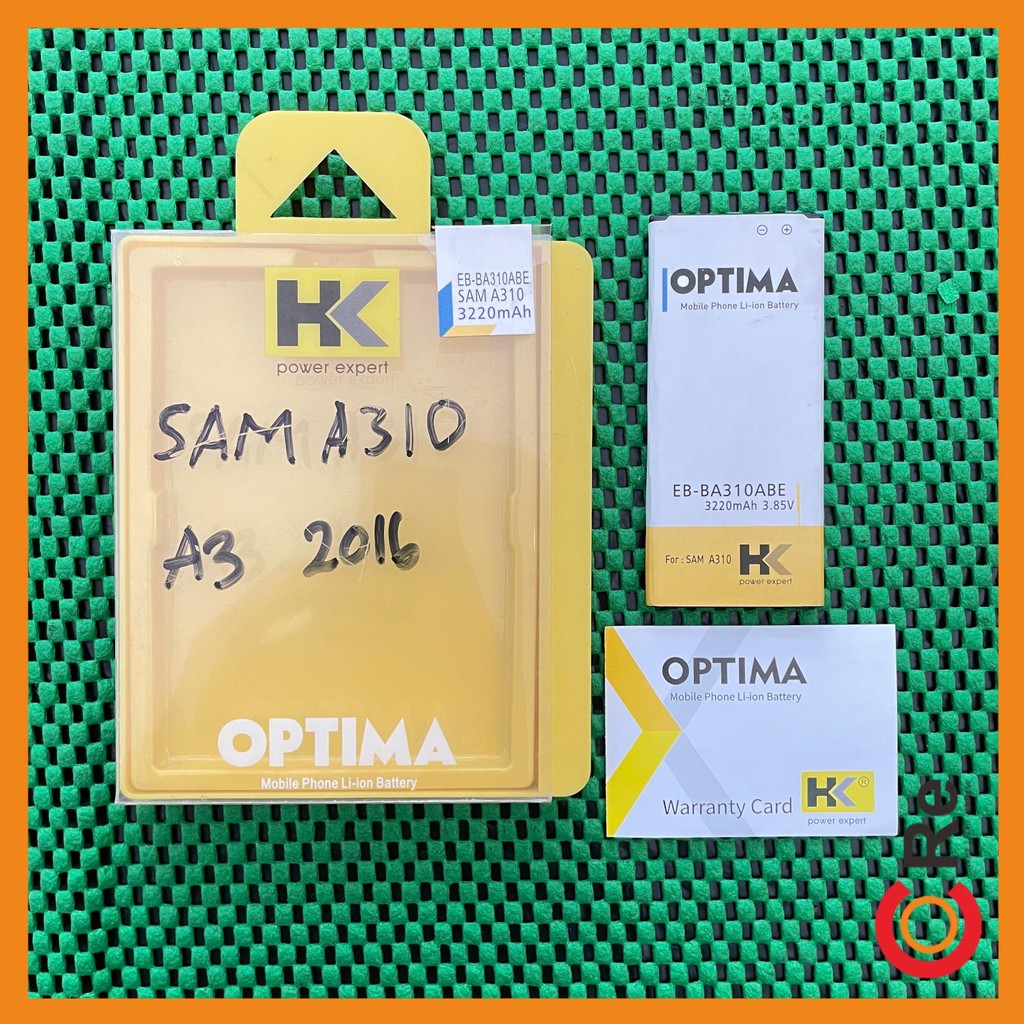 HK
power expert
EB-BA310ABE
SAM A310
3220mAh
SAM A310
A3 2016
OPTIMA
Mobile Phone Li-ion Battery
OPTIMA
Mobile Phone Li-ion Battery
EB-BA310ABE
3220mAh 3.85V
For : SAM A310
HK
power expert
OPTIMA
Mobile Phone Li-ion Battery
Warranty Card
HK®
power expert
Re